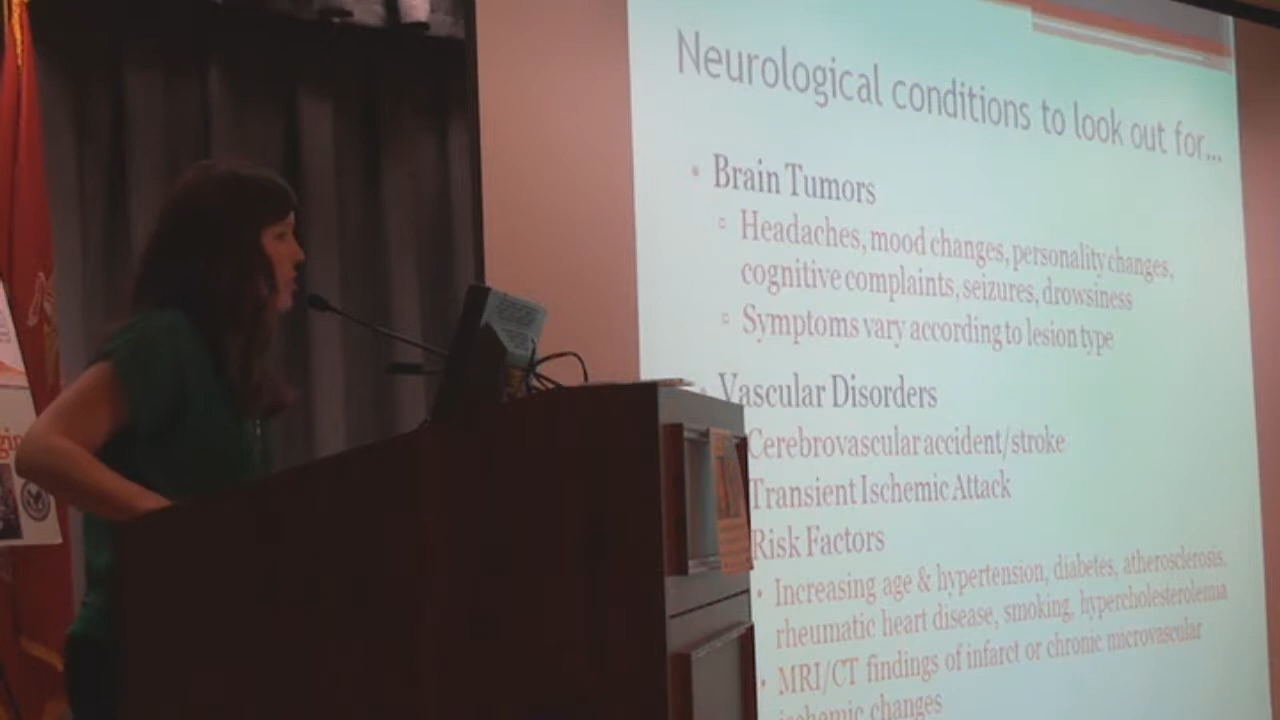 Neurological conditions to look out for...
Brain Tumors
Headaches, mood changes, personality changes,
cognitive complaints, seizures, drowsiness
Symptoms vary according to lesion type
Vascular Disorders
Cerebrovascular accident/stroke
Transient Ischemic Attack
Risk Factors
Increasing age & hypertension, diabetes, atherosclerosis,
rheumatic heart disease, smoking, hypercholesterolemia
MRI/CT findings of infarct or chronic microvascular
ischemic changes